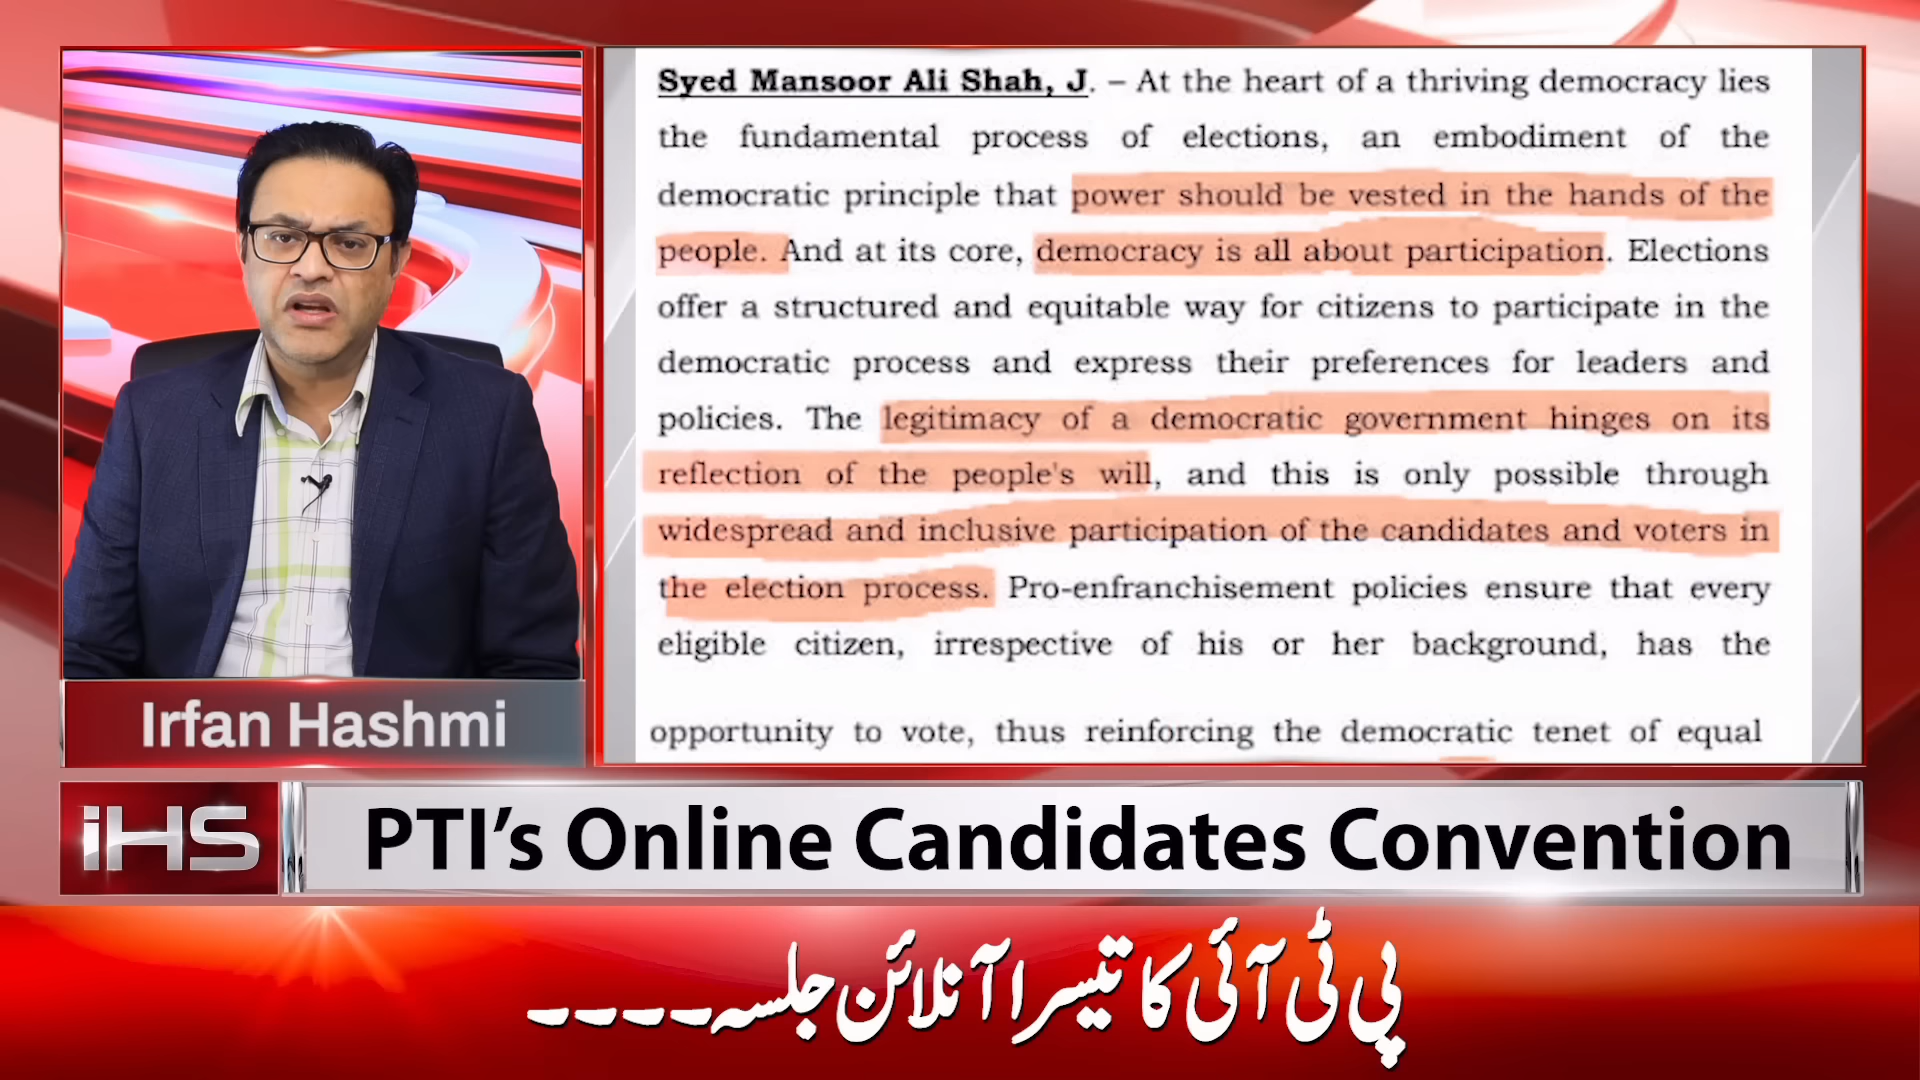 Syed Mansoor Ali Shah, J. – At the heart of a thriving democracy lies
the fundamental process of elections, an embodiment of the
democratic principle that power should be vested in the hands of the
people. And at its core, democracy is all about participation. Elections
offer a structured and equitable way for citizens to participate in the
democratic process and express their preferences for leaders and
policies. The legitimacy of a democratic government hinges on its
reflection of the people's will, and this is only possible through
widespread and inclusive participation of the candidates and voters in
the election process. Pro-enfranchisement policies ensure that every
eligible citizen, irrespective of his or her background, has the
opportunity to vote, thus reinforcing the democratic tenet of equal
Irfan Hashmi
iHS
PTI’s Online Candidates Convention
پی ٹی آئی کا تیسرا آنلائن جلسہ ۔۔۔۔